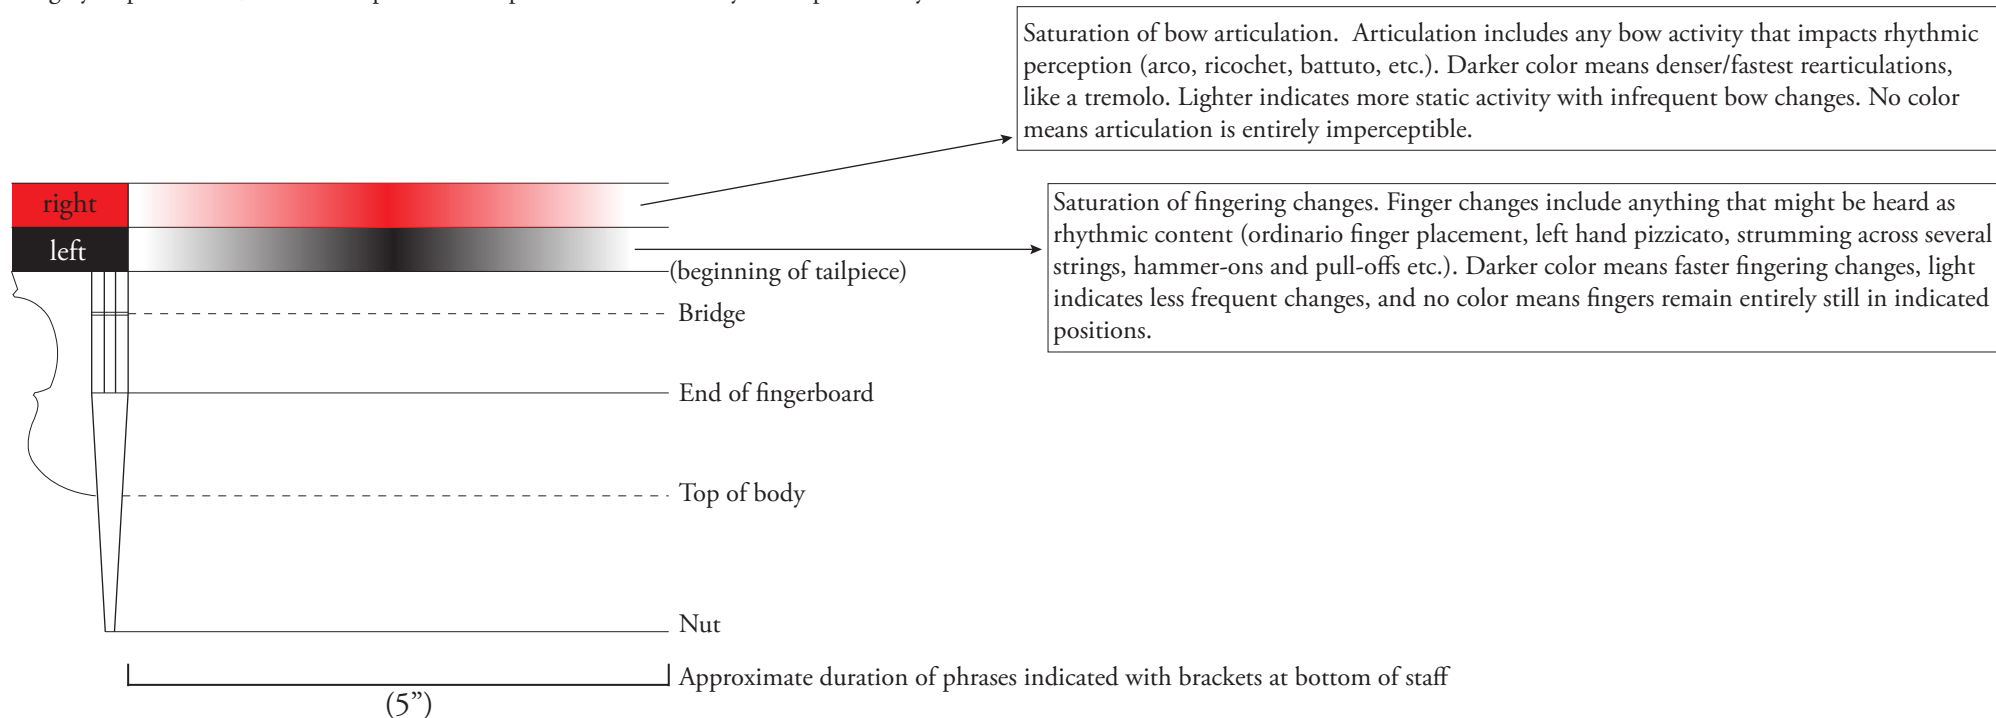 Saturation of bow articulation.  Articulation includes any bow activity that impacts rhythmic
perception (arco, ricochet, battuto, etc.). Darker color means denser/fastest rearticulations,
like a tremolo. Lighter indicates more static activity with infrequent bow changes. No color
means articulation is entirely imperceptible.
right
left
Saturation of fingering changes. Finger changes include anything that might be heard as
rhythmic content (ordinario finger placement, left hand pizzicato, strumming across several
strings, hammer-ons and pull-offs etc.). Darker color means faster fingering changes, light
indicates less frequent changes, and no color means fingers remain entirely still in indicated
positions.
(beginning of tailpiece)
Bridge
End of fingerboard
Top of body
Nut
Approximate duration of phrases indicated with brackets at bottom of staff
(5”)